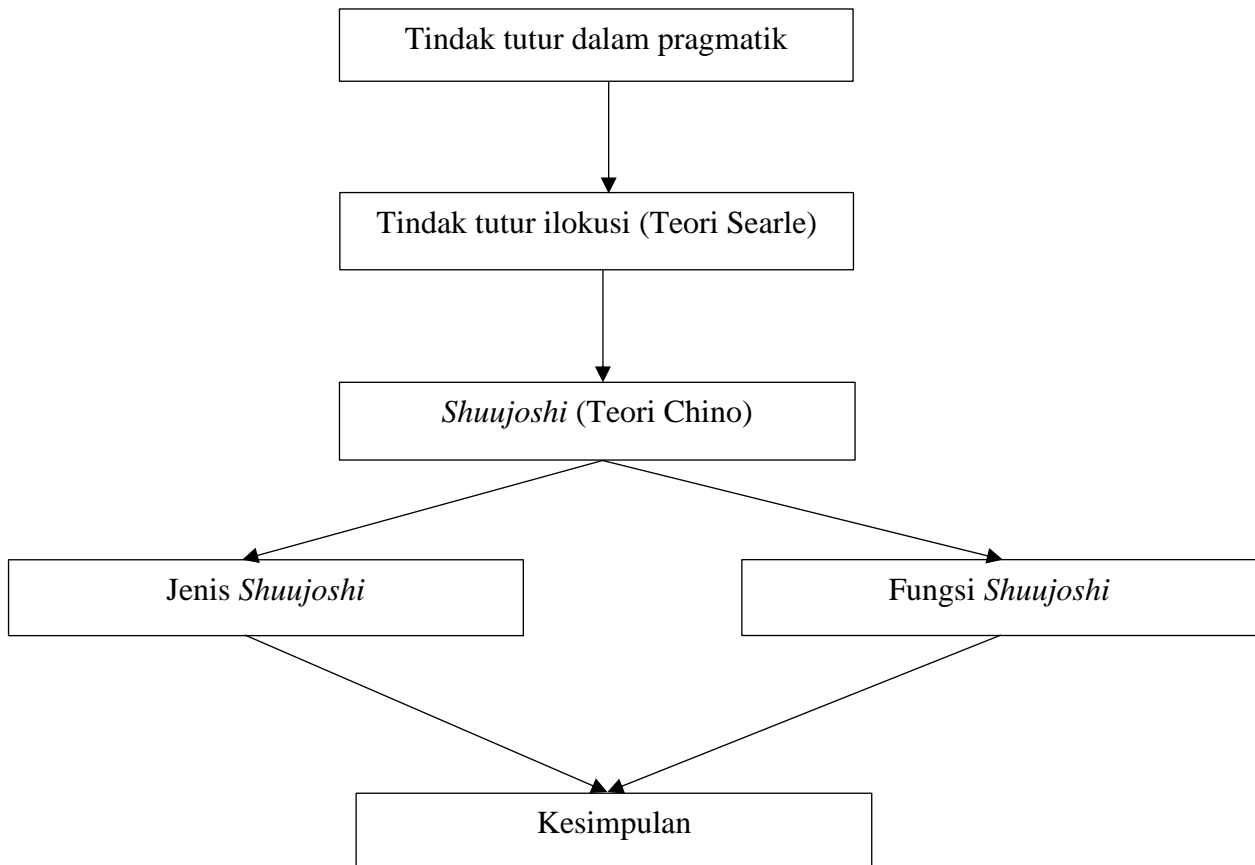 Tindak tutur dalam pragmatik
Tindak tutur ilokusi (Teori Searle)
Shuujoshi (Teori Chino)
Jenis Shuujoshi
Fungsi Shuujoshi
Kesimpulan